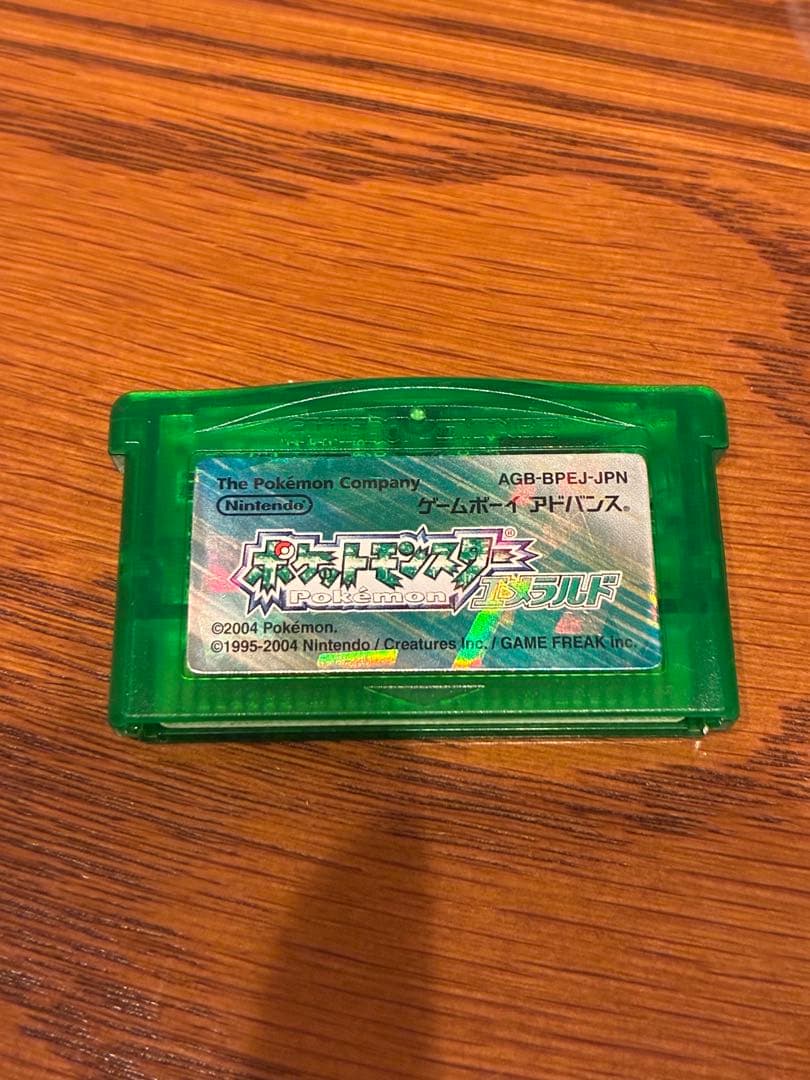 The Pokémon Company AGB-BPEJ-JPN
Nintendo® ゲームボーイ アドバンス®
ポケットモンスター®
Pokémon エメラルド
©2004 Pokémon.
©1995-2004 Nintendo / Creatures Inc. / GAME FREAK inc.